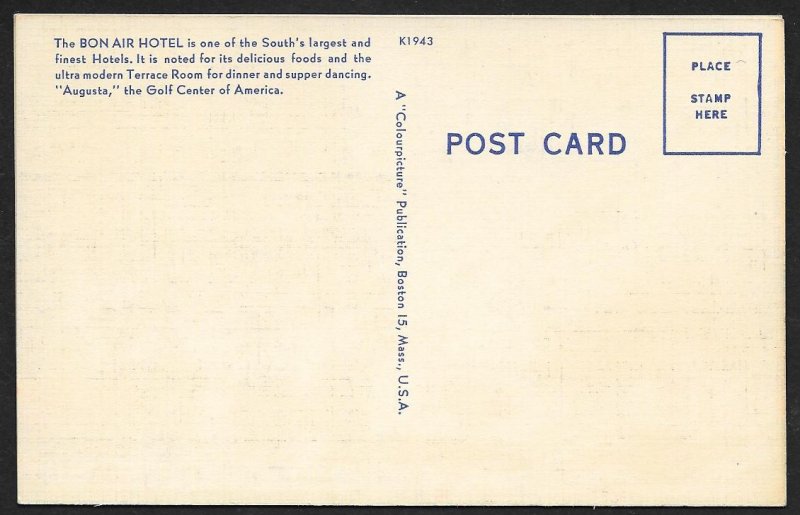 The BON AIR HOTEL is one of the South's largest and
finest Hotels. It is noted for its delicious foods and the
ultra modern Terrace Room for dinner and supper dancing.
"Augusta," the Golf Center of America.
K1943
A "Colourpicture" Publication, Boston 15, Mass., U.S.A.
POST CARD
PLACE
STAMP
HERE